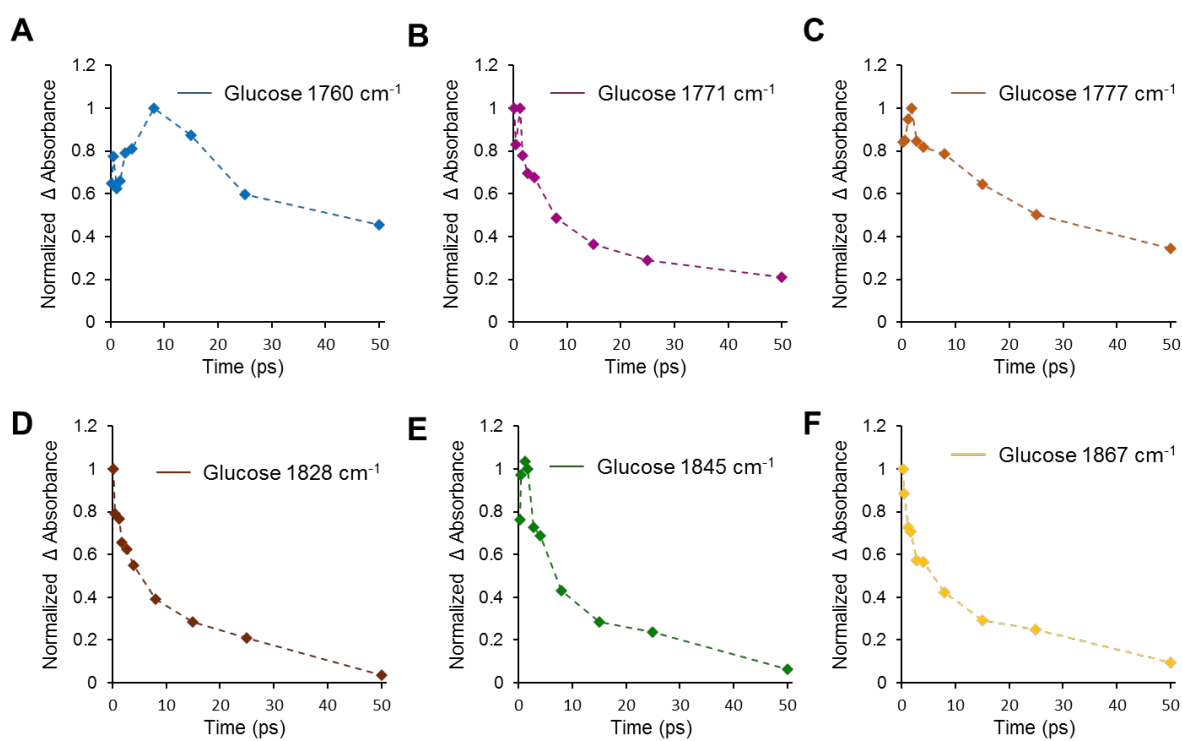 A
Normalized Δ Absorbance
1.2
1
0.8
0.6
0.4
0.2
0
Glucose 1760 cm⁻¹
0 10 20 30 40 50
Time (ps)
B
Normalized Δ Absorbance
1.2
1
0.8
0.6
0.4
0.2
0
Glucose 1771 cm⁻¹
0 10 20 30 40 50
Time (ps)
C
Normalized Δ Absorbance
1.2
1
0.8
0.6
0.4
0.2
0
Glucose 1777 cm⁻¹
0 10 20 30 40 50
Time (ps)
D
Normalized Δ Absorbance
1.2
1
0.8
0.6
0.4
0.2
0
Glucose 1828 cm⁻¹
0 10 20 30 40 50
Time (ps)
E
Normalized Δ Absorbance
1.2
1
0.8
0.6
0.4
0.2
0
Glucose 1845 cm⁻¹
0 10 20 30 40 50
Time (ps)
F
Normalized Δ Absorbance
1.2
1
0.8
0.6
0.4
0.2
0
Glucose 1867 cm⁻¹
0 10 20 30 40 50
Time (ps)